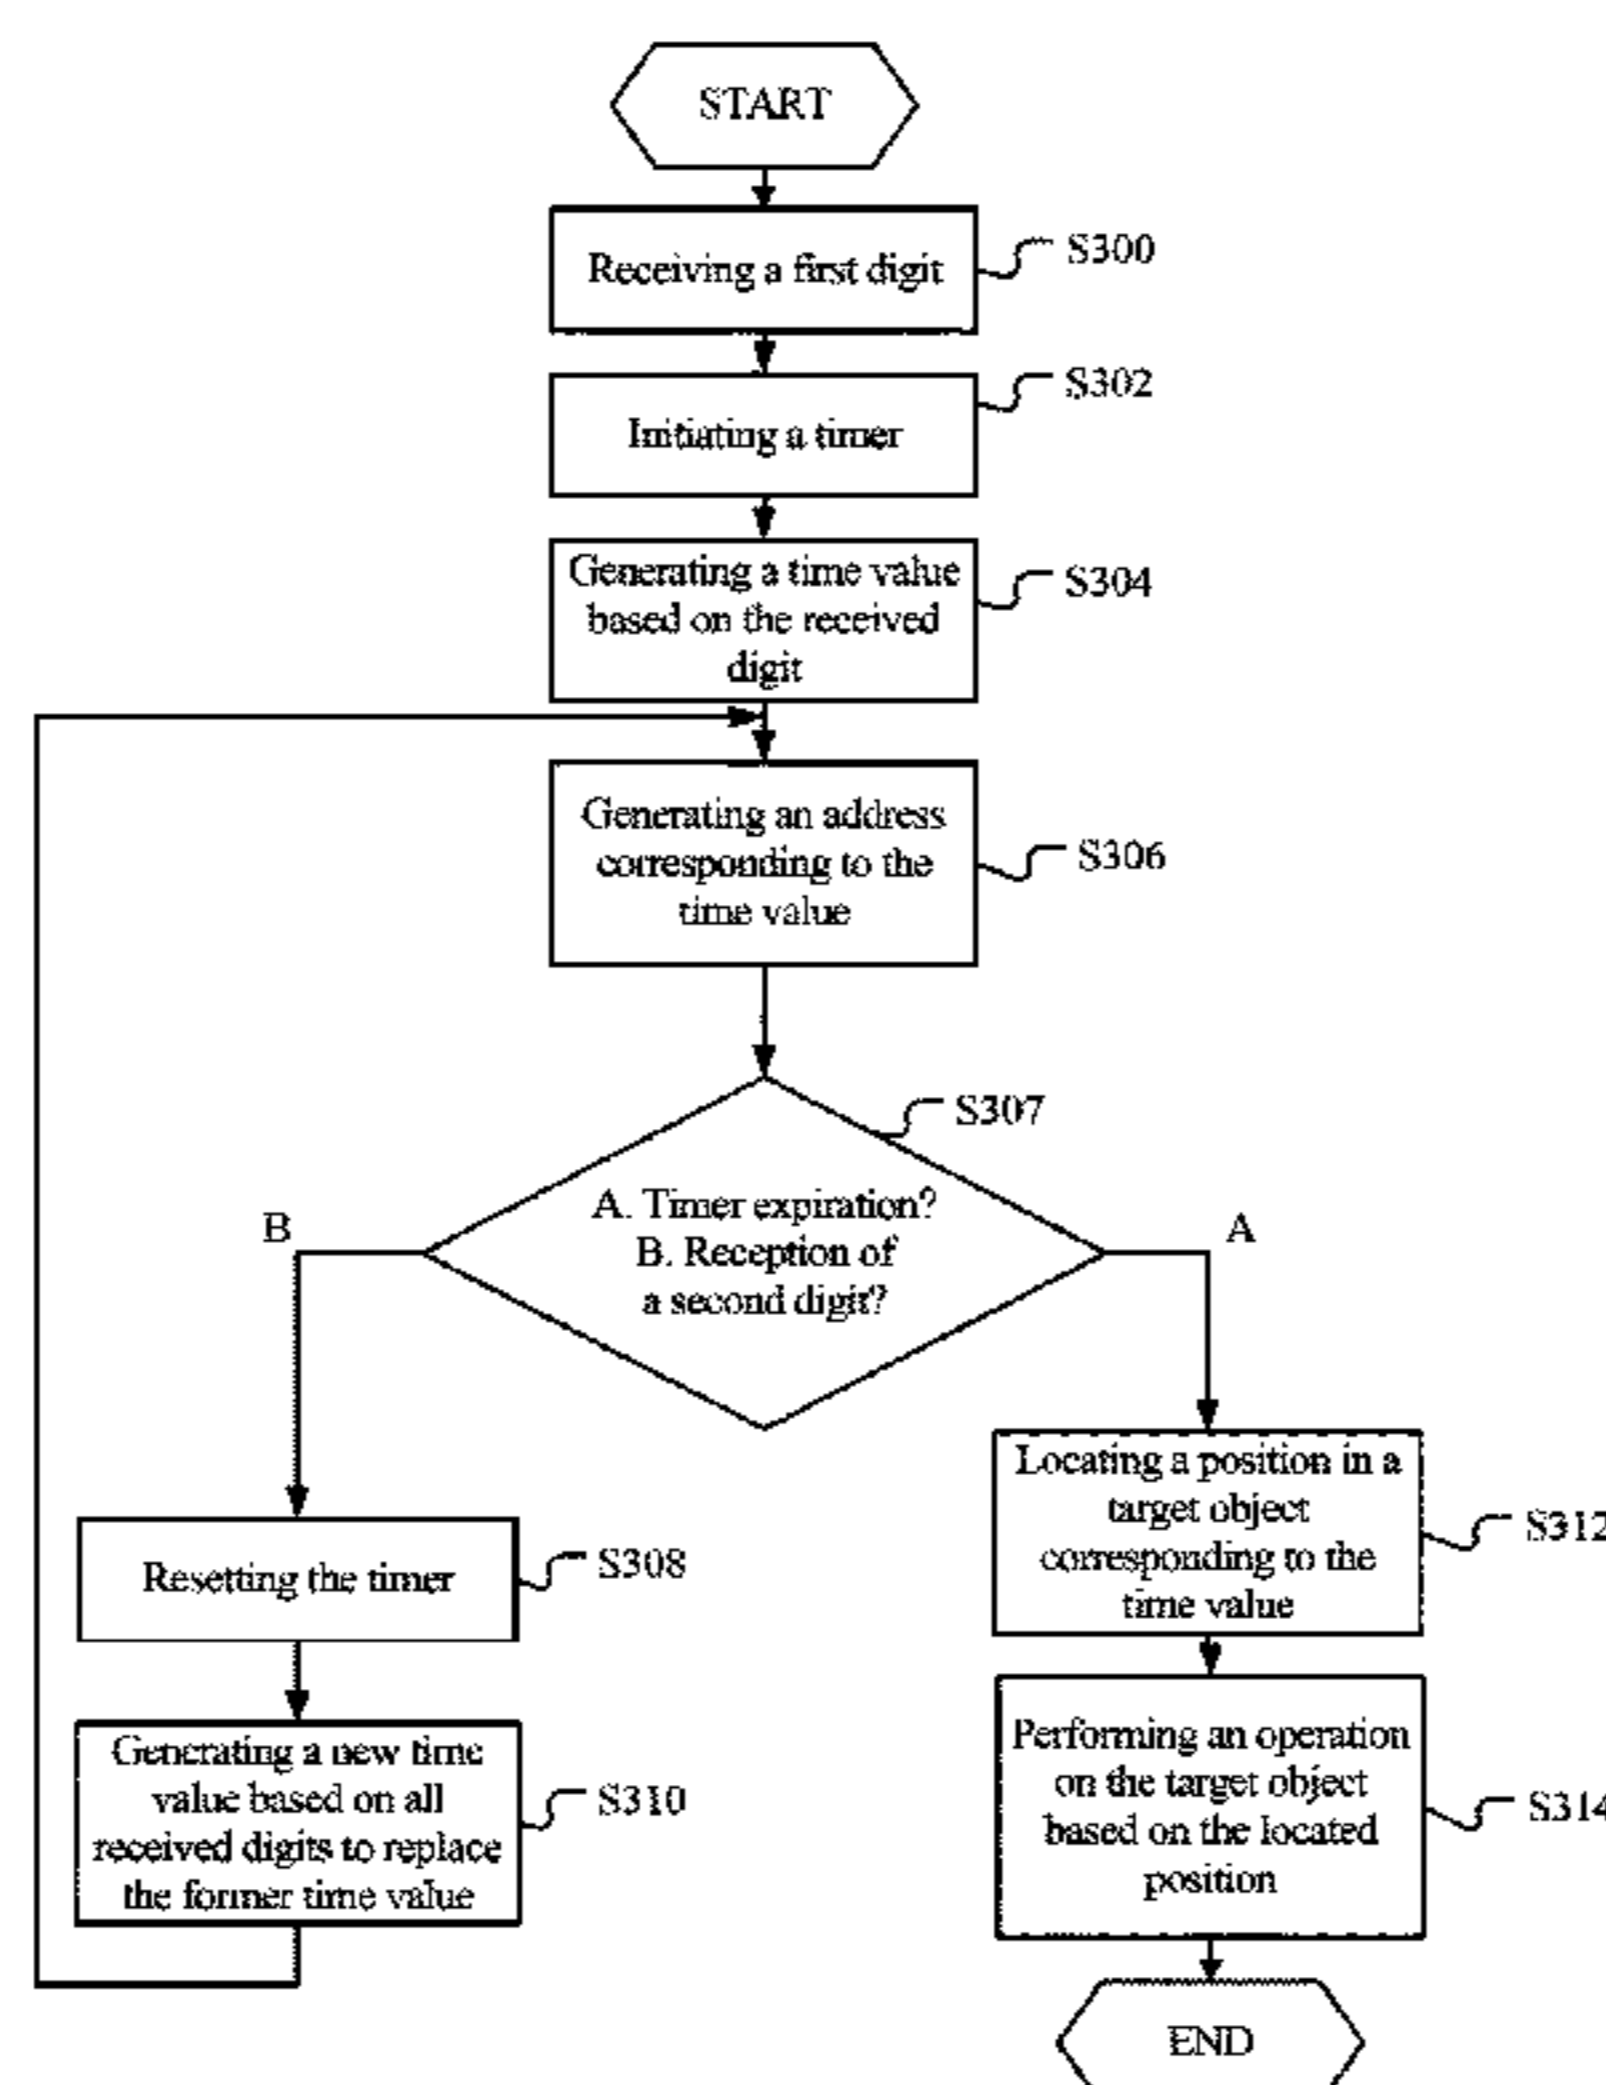 START
Receiving a first digit
S300
Initiating a timer
S302
Generating a time value
based on the received
digit
S304
Generating an address
corresponding to the
time value
S306
S307
A. Timer expiration?
B. Reception of
a second digit?
B
A
Resetting the timer
S308
Generating a new time
value based on all
received digits to replace
the former time value
S310
Locating a position in a
target object
corresponding to the
time value
S312
Performing an operation
on the target object
based on the located
position
S314
END